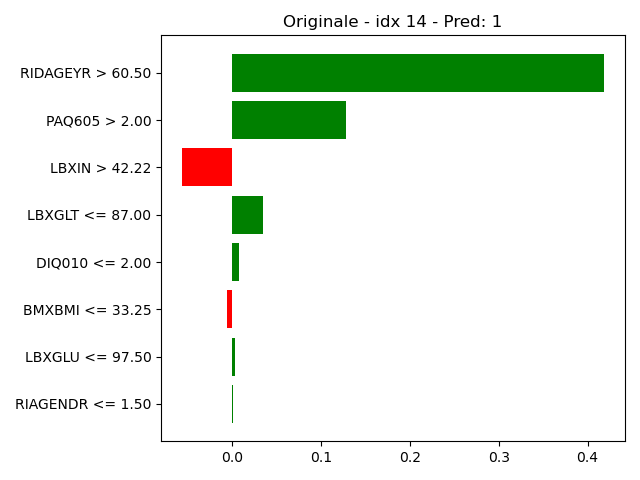 Originale - idx 14 - Pred: 1
RIDAGEYR > 60.50
PAQ605 > 2.00
LBXIN > 42.22
LBXGLT <= 87.00
DIQ010 <= 2.00
BMXBMI <= 33.25
LBXGLU <= 97.50
RIAGENDR <= 1.50
0.0 0.1 0.2 0.3 0.4